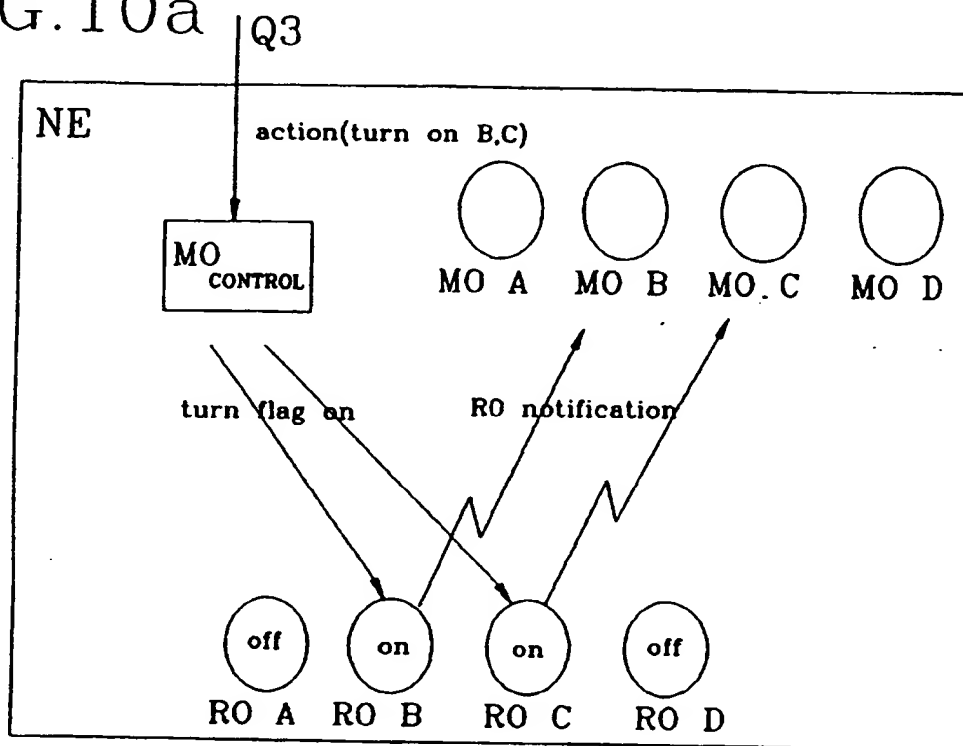 G.10a
Q3
NE
action(turn on B,C)
MO
CONTROL
MO A MO B MO C MO D
turn flag on RO notification
off on on off
RO A RO B RO C RO D